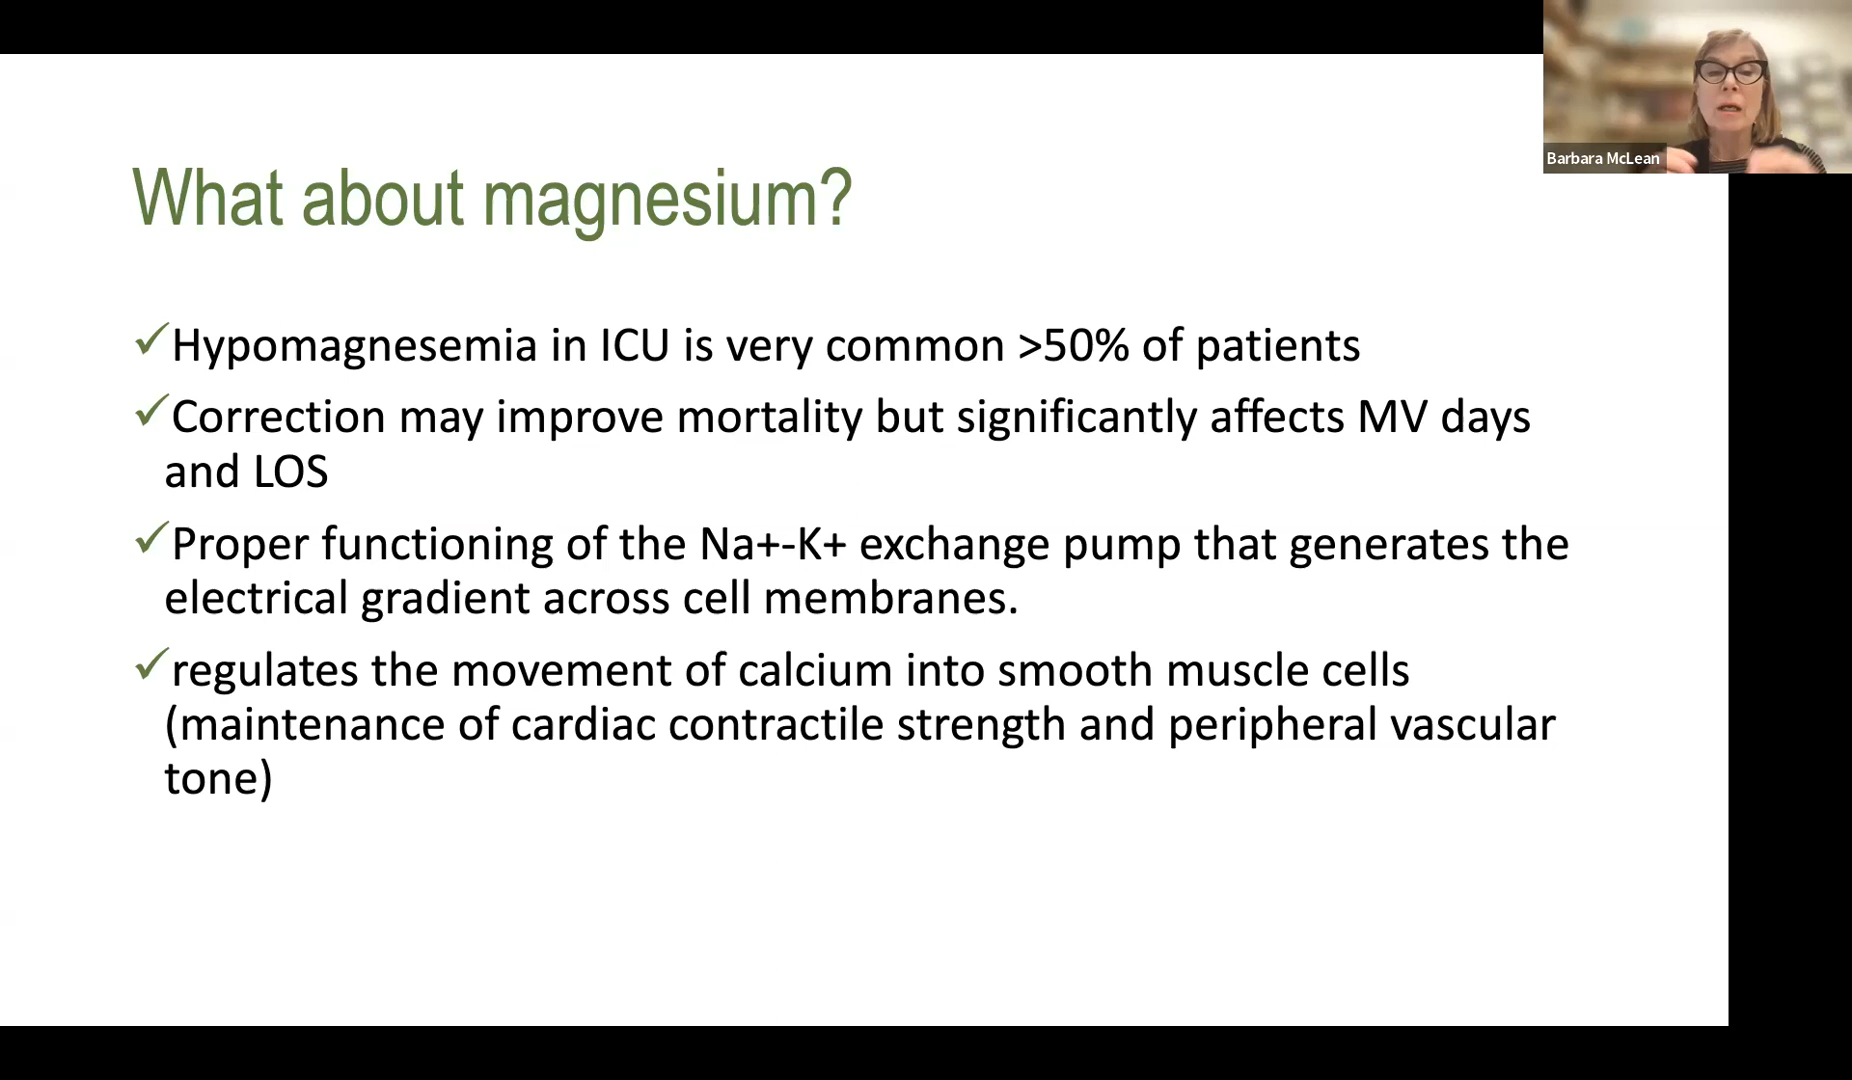 Barbara McLean
What about magnesium?
✓Hypomagnesemia in ICU is very common >50% of patients
✓Correction may improve mortality but significantly affects MV days
and LOS
✓Proper functioning of the Na+-K+ exchange pump that generates the
electrical gradient across cell membranes.
✓regulates the movement of calcium into smooth muscle cells
(maintenance of cardiac contractile strength and peripheral vascular
tone)